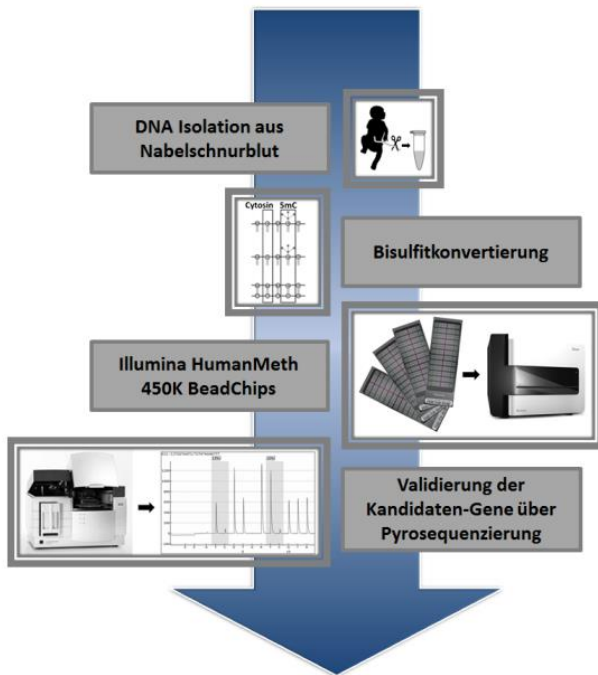 DNA Isolation aus
Nabelschnurblut
Cytosin 5mC
Bisulfitkonvertierung
Illumina HumanMeth
450K BeadChips
Validierung der
Kandidaten-Gene über
Pyrosequenzierung